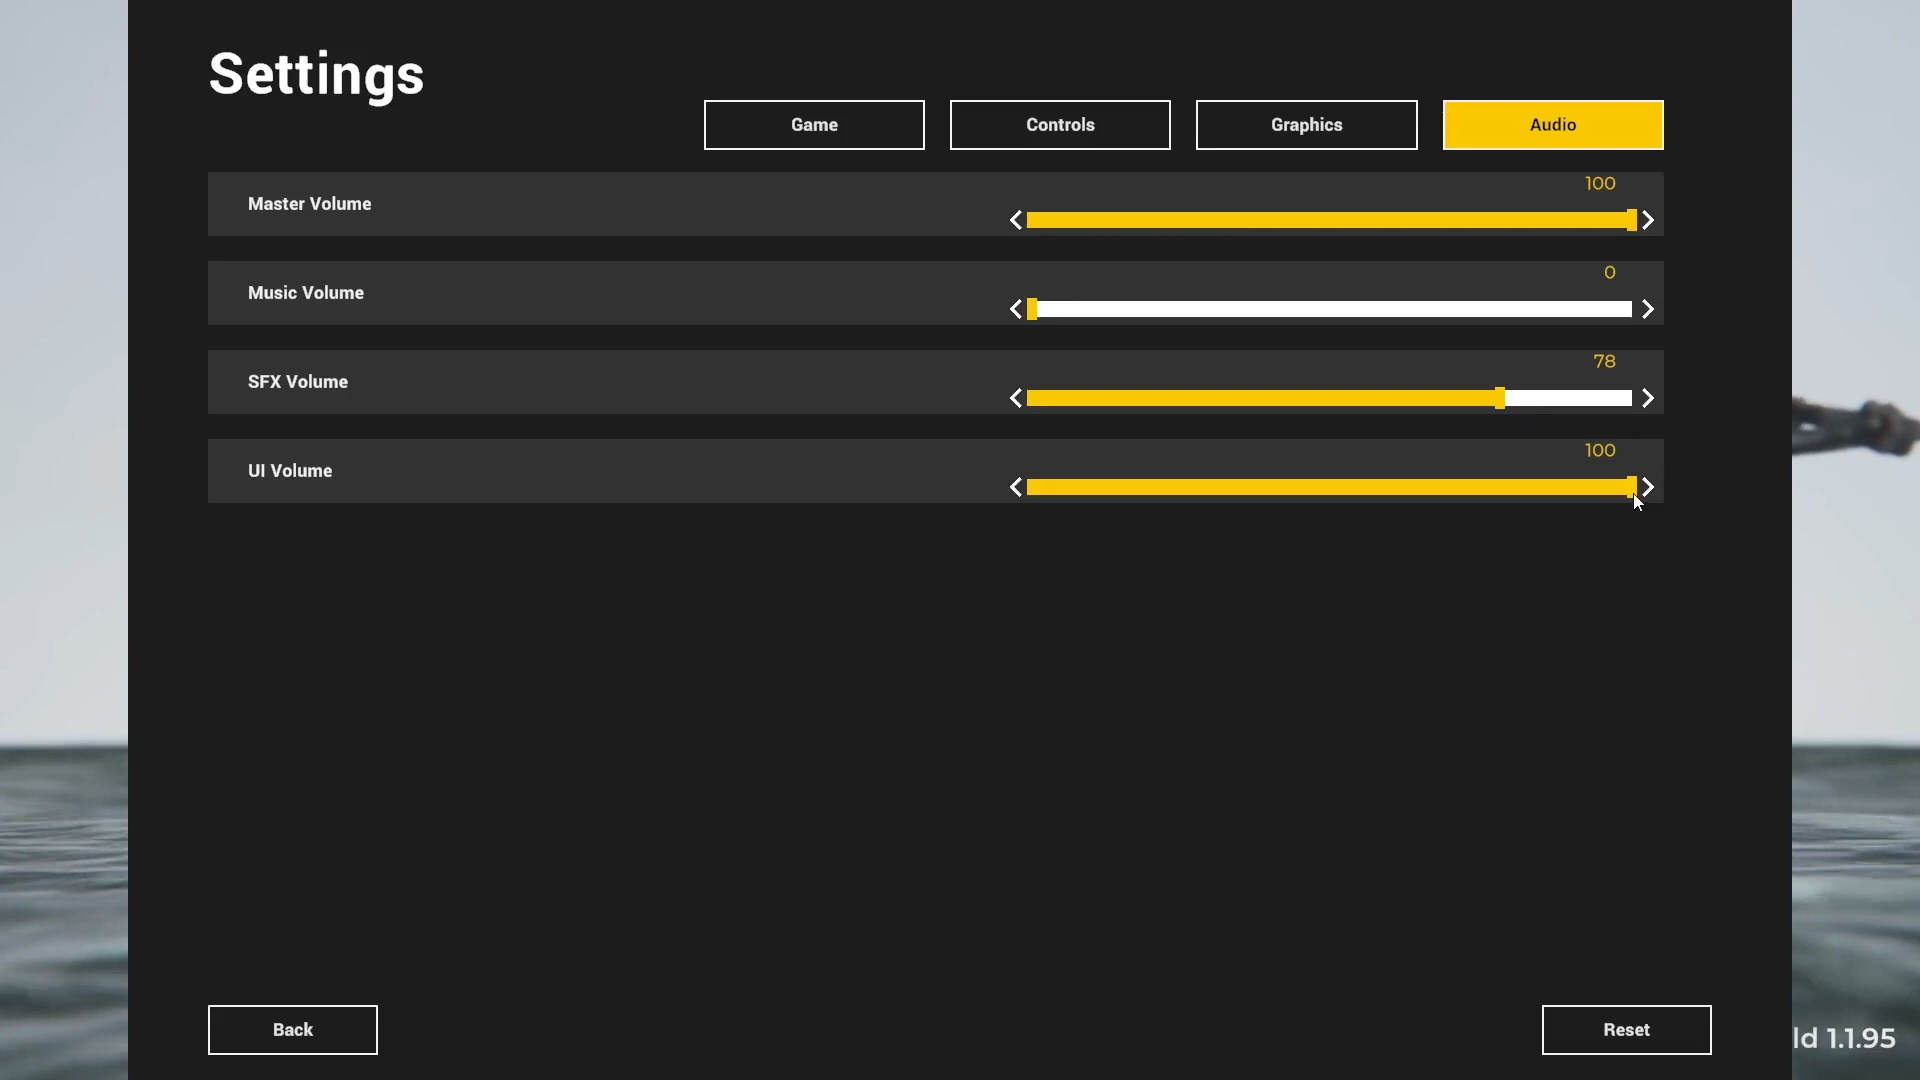 Settings
Game
Controls
Graphics
Audio
Master Volume
100
Music Volume
0
SFX Volume
78
UI Volume
100
Back
Reset
ld 1.1.95